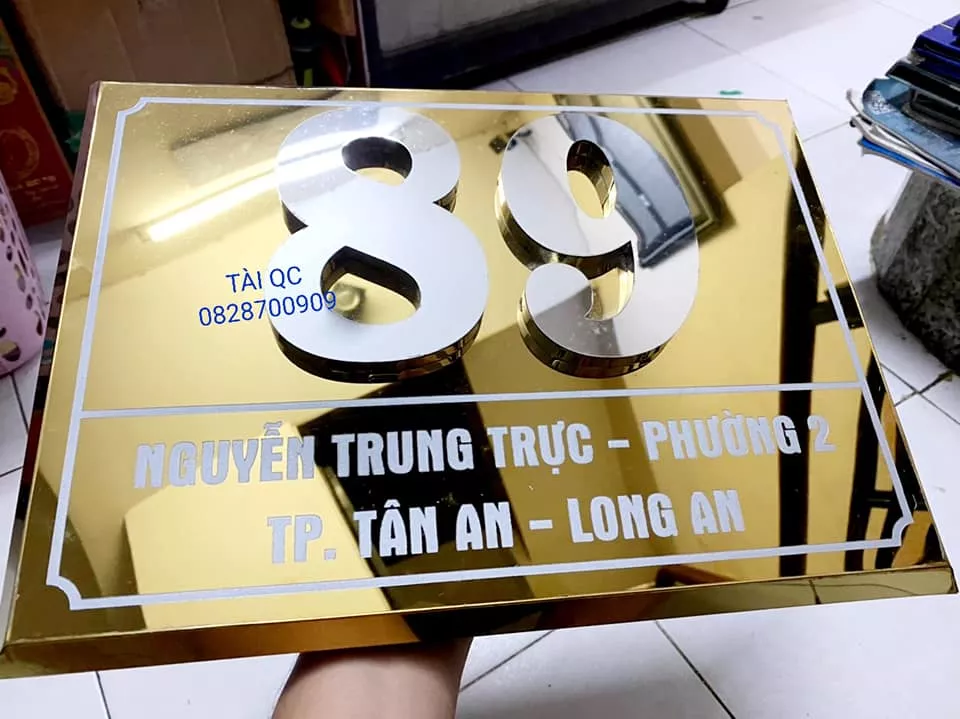 89
TÀI QC
0828700909
NGUYỄN TRUNG TRỰC – PHƯỜNG 2
TP. TÂN AN – LONG AN